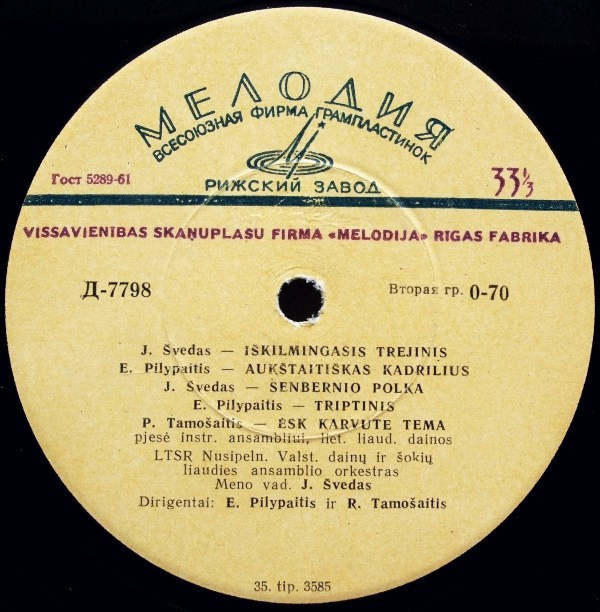 МЕЛОДИЯ
ВСЕСОЮЗНАЯ ФИРМА ГРАМПЛАСТИНОК
РИЖСКИЙ ЗАВОД
Гост 5289-61
33⅓
VISSAVIENĪBAS SKAŅUPLAŠU FIRMA «MELODIJA» RĪGAS FABRIKA
Д-7798
Вторая гр. 0-70
J. Švedas — IŠKILMINGASIS TREJINIS
E. Pilypaitis — AUKŠTAITIŠKAS KADRILIUS
J. Švedas — SENBERNIO POLKA
E. Pilypaitis — TRIPTINIS
P. Tamošaitis — ĖSK KARVUTE TEMA
pjesė instr. ansambliui, liet. liaud. dainos
LTSR Nusipeln. Valst. dainų ir šokių
liaudies ansamblio orkestras
Meno vad. J. Švedas
Dirigentai: E. Pilypaitis ir R. Tamošaitis
35. tip. 3585